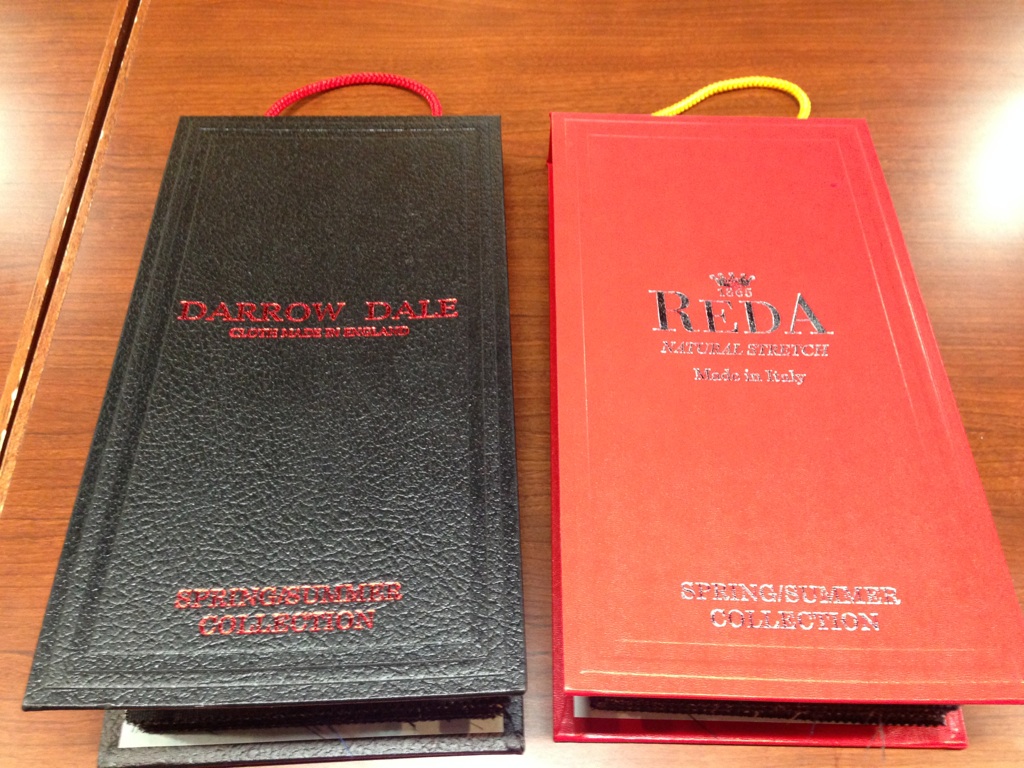 DARROW DALE
CLOTH MADE IN ENGLAND
SPRING/SUMMER
COLLECTION
1865
REDA
NATURAL STRETCH
Made in Italy
SPRING/SUMMER
COLLECTION